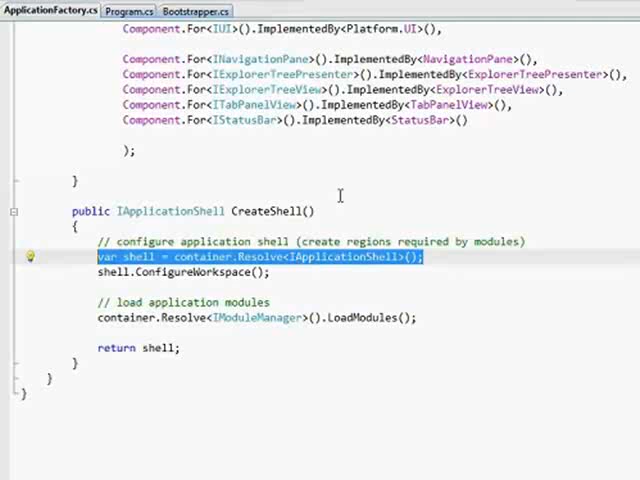 ApplicationFactory.cs Program.cs Bootstrapper.cs
Component.For<IUI>().ImplementedBy<Platform.UI>(),
Component.For<INavigationPane>().ImplementedBy<NavigationPane>(),
Component.For<IExplorerTreePresenter>().ImplementedBy<ExplorerTreePresenter>(),
Component.For<IExplorerTreeView>().ImplementedBy<ExplorerTreeView>(),
Component.For<ITabPanelView>().ImplementedBy<TabPanelView>(),
Component.For<IStatusBar>().ImplementedBy<StatusBar>()
);
}
public IApplicationShell CreateShell()
{
// configure application shell (create regions required by modules)
var shell = container.Resolve<IApplicationShell>();
shell.ConfigureWorkspace();
// load application modules
container.Resolve<IModuleManager>().LoadModules();
return shell;
}
}
}